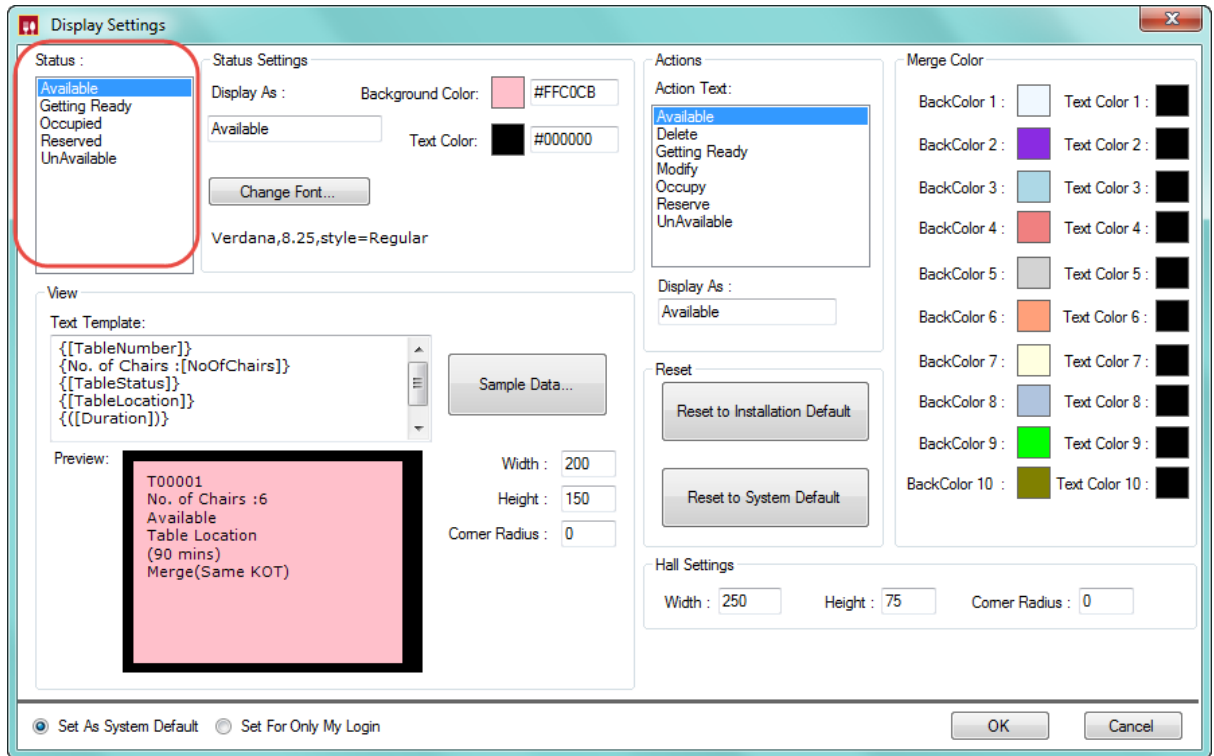 Display Settings
Status :
Available
Getting Ready
Occupied
Reserved
UnAvailable
Status Settings
Display As :
Available
Background Color:
#FFC0CB
Text Color:
#000000
Change Font...
Verdana,8.25,style=Regular
View
Text Template:
{[TableNumber]}
{No. of Chairs :[NoOfChairs]}
{[TableStatus]}
{[TableLocation]}
{([Duration])}
Sample Data...
Preview:
T00001
No. of Chairs :6
Available
Table Location
(90 mins)
Merge(Same KOT)
Width : 200
Height : 150
Corner Radius : 0
Actions
Action Text:
Available
Delete
Getting Ready
Modify
Occupy
Reserve
UnAvailable
Display As :
Available
Reset
Reset to Installation Default
Reset to System Default
Merge Color
BackColor 1 : Text Color 1 :
BackColor 2 : Text Color 2 :
BackColor 3 : Text Color 3 :
BackColor 4 : Text Color 4 :
BackColor 5 : Text Color 5 :
BackColor 6 : Text Color 6 :
BackColor 7 : Text Color 7 :
BackColor 8 : Text Color 8 :
BackColor 9 : Text Color 9 :
BackColor 10 : Text Color 10 :
Hall Settings
Width : 250 Height : 75 Corner Radius : 0
Set As System Default Set For Only My Login
OK Cancel